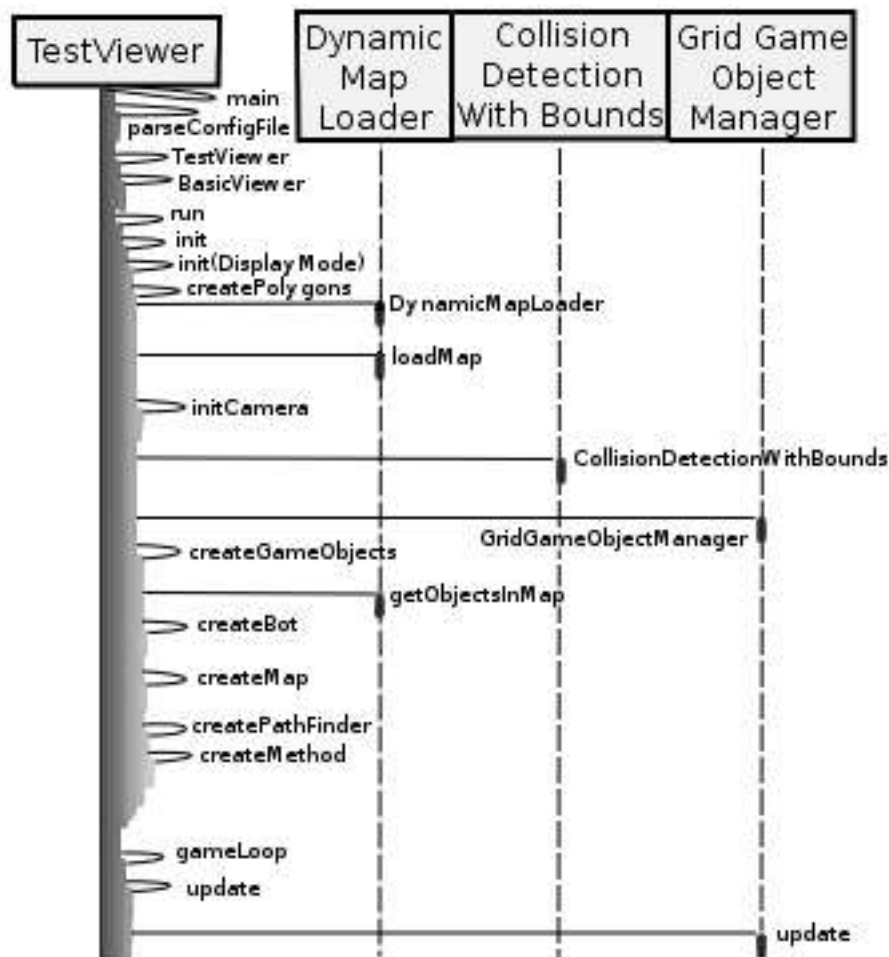 TestViewer
Dynamic
Map
Loader
Collision
Detection
With Bounds
Grid Game
Object
Manager
main
parseConfigFile
TestViewer
BasicViewer
run
init
init(DisplayMode)
createPolygons
DynamicMapLoader
loadMap
initCamera
CollisionDetectionWithBounds
GridGameObjectManager
createGameObjects
getObjectsInMap
createBot
createMap
createPathFinder
createMethod
gameLoop
update
update